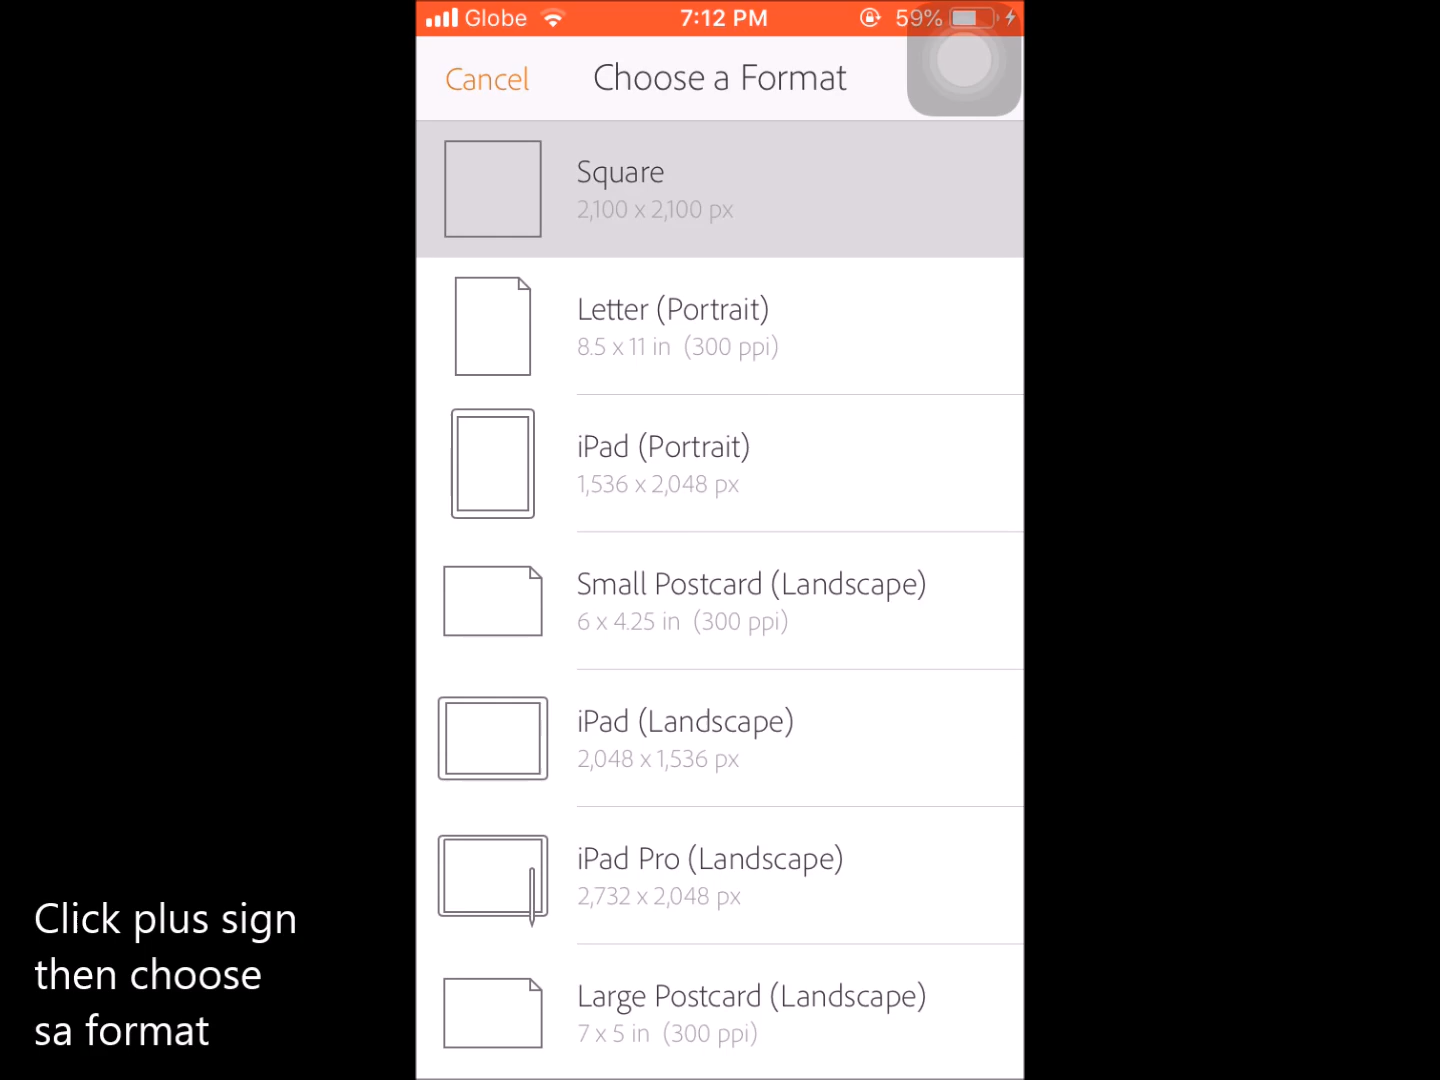 Globe
7:12 PM
59%
Cancel
Choose a Format
Square
2,100 x 2,100 px
Letter (Portrait)
8.5 x 11 in (300 ppi)
iPad (Portrait)
1,536 x 2,048 px
Small Postcard (Landscape)
6 x 4.25 in (300 ppi)
iPad (Landscape)
2,048 x 1,536 px
iPad Pro (Landscape)
2,732 x 2,048 px
Large Postcard (Landscape)
7 x 5 in (300 ppi)
Click plus sign
then choose
sa format